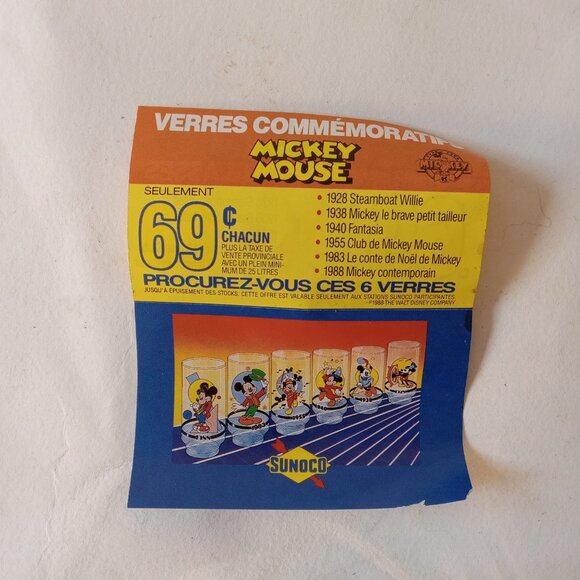 VERRES COMMÉMORATIFS
MICKEY
MOUSE
MICKEY
SEULEMENT
69¢
CHACUN
PLUS LA TAXE DE
VENTE PROVINCIALE
AVEC UN PLEIN MINI-
MUM DE 25 LITRES
• 1928 Steamboat Willie
• 1938 Mickey le brave petit tailleur
• 1940 Fantasia
• 1955 Club de Mickey Mouse
• 1983 Le conte de Noël de Mickey
• 1988 Mickey contemporain
PROCUREZ-VOUS CES 6 VERRES
JUSQU'À ÉPUISEMENT DES STOCKS. CETTE OFFRE EST VALABLE SEULEMENT AUX STATIONS SUNOCO PARTICIPANTES
©1988 THE WALT DISNEY COMPANY
SUNOCO